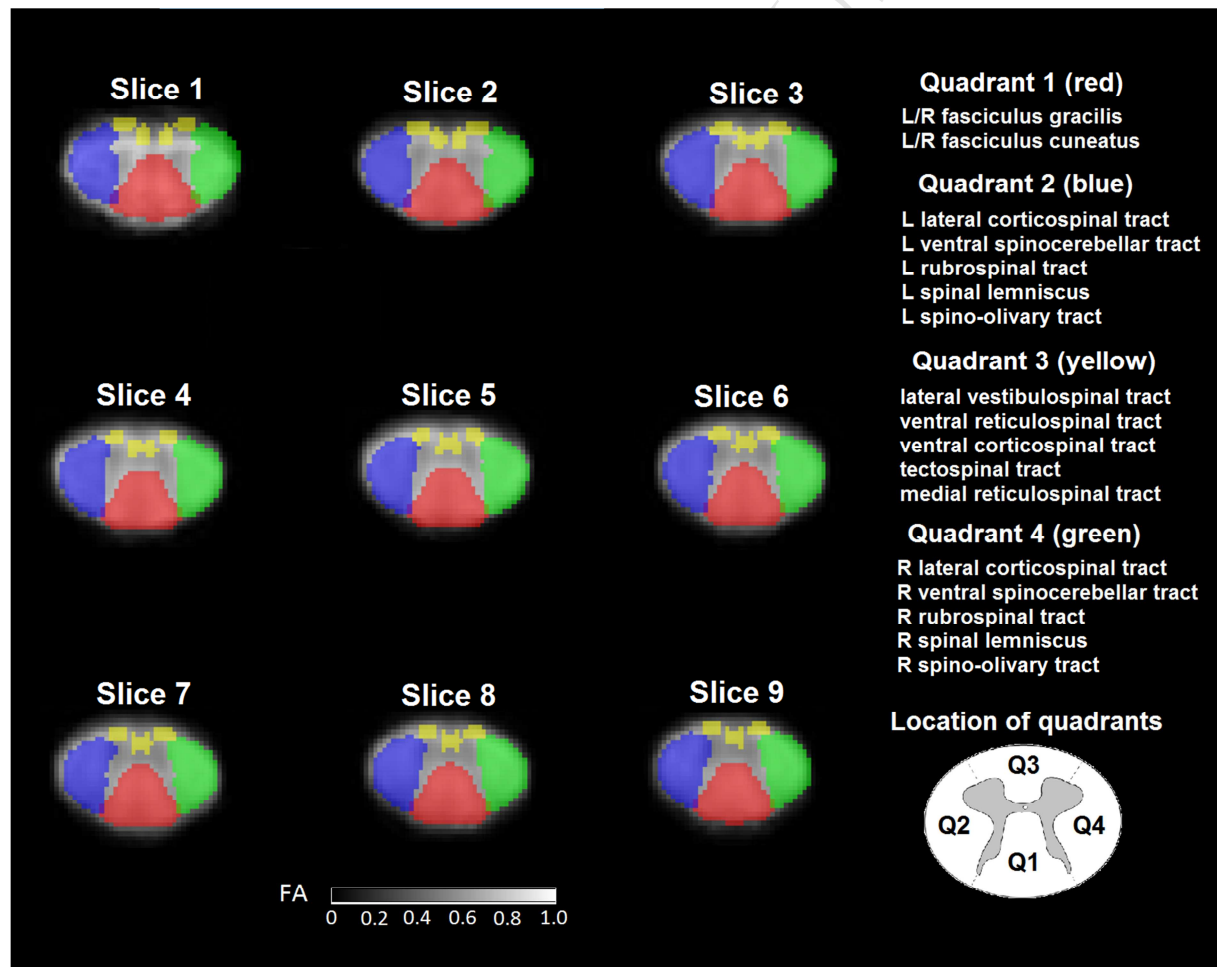 Slice 1
Slice 2
Slice 3
Slice 4
Slice 5
Slice 6
Slice 7
Slice 8
Slice 9
FA
0 0.2 0.4 0.6 0.8 1.0
Quadrant 1 (red)
L/R fasciculus gracilis
L/R fasciculus cuneatus
Quadrant 2 (blue)
L lateral corticospinal tract
L ventral spinocerebellar tract
L rubrospinal tract
L spinal lemniscus
L spino-olivary tract
Quadrant 3 (yellow)
lateral vestibulospinal tract
ventral reticulospinal tract
ventral corticospinal tract
tectospinal tract
medial reticulospinal tract
Quadrant 4 (green)
R lateral corticospinal tract
R ventral spinocerebellar tract
R rubrospinal tract
R spinal lemniscus
R spino-olivary tract
Location of quadrants
Q3
Q2 Q4
Q1